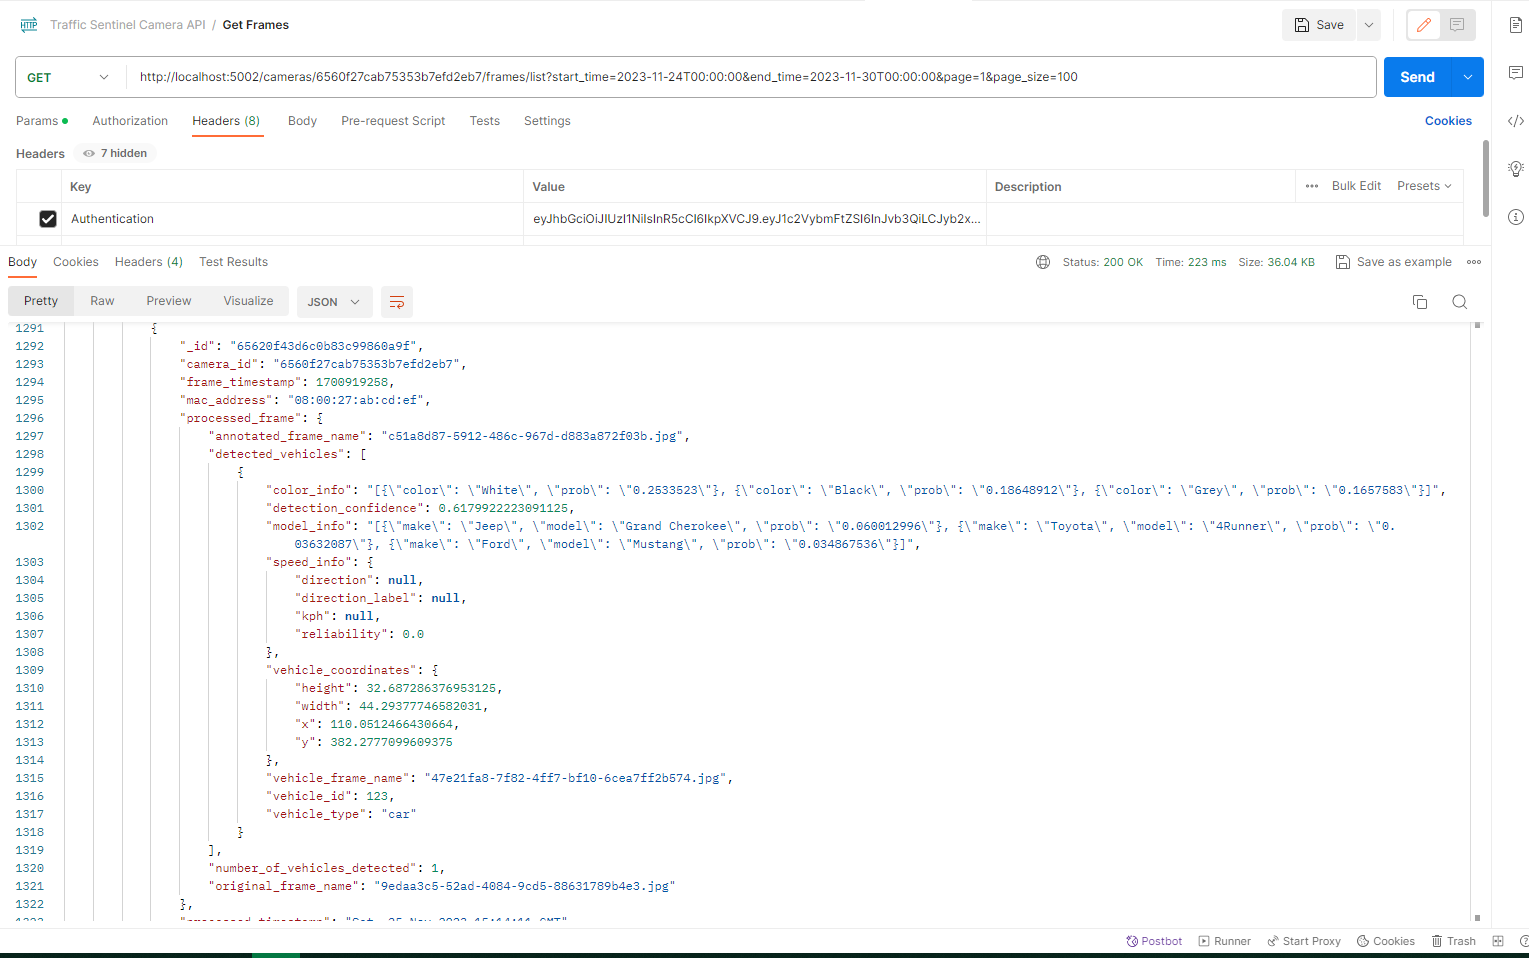 HTTP Traffic Sentinel Camera API / Get Frames Save
GET http://localhost:5002/cameras/6560f27cab75353b7efd2eb7/frames/list?start_time=2023-11-24T00:00:00&end_time=2023-11-30T00:00:00&page=1&page_size=100 Send
Params Authorization Headers (8) Body Pre-request Script Tests Settings Cookies
Headers 7 hidden
Key Value Description ••• Bulk Edit Presets
Authentication eyJhbGciOiJIUzI1NiIsInR5cCI6IkpXVCJ9.eyJ1c2VybmFtZSI6InJvb3QiLCJyb2x...
Body Cookies Headers (4) Test Results Status: 200 OK Time: 223 ms Size: 36.04 KB Save as example
Pretty Raw Preview Visualize JSON
1291 {
1292 "_id": "65620f43d6c0b83c99860a9f",
1293 "camera_id": "6560f27cab75353b7efd2eb7",
1294 "frame_timestamp": 1700919258,
1295 "mac_address": "08:00:27:ab:cd:ef",
1296 "processed_frame": {
1297 "annotated_frame_name": "c51a8d87-5912-486c-967d-d883a872f03b.jpg",
1298 "detected_vehicles": [
1299 {
1300 "color_info": "[{\"color\": \"White\", \"prob\": \"0.2533523\"}, {\"color\": \"Black\", \"prob\": \"0.18648912\"}, {\"color\": \"Grey\", \"prob\": \"0.1657583\"}]",
1301 "detection_confidence": 0.6179922223091125,
1302 "model_info": "[{\"make\": \"Jeep\", \"model\": \"Grand Cherokee\", \"prob\": \"0.060012996\"}, {\"make\": \"Toyota\", \"model\": \"4Runner\", \"prob\": \"0.
03632087\"}, {\"make\": \"Ford\", \"model\": \"Mustang\", \"prob\": \"0.034867536\"}]",
1303 "speed_info": {
1304 "direction": null,
1305 "direction_label": null,
1306 "kph": null,
1307 "reliability": 0.0
1308 },
1309 "vehicle_coordinates": {
1310 "height": 32.687286376953125,
1311 "width": 44.29377746582031,
1312 "x": 110.0512466430664,
1313 "y": 382.2777099609375
1314 },
1315 "vehicle_frame_name": "47e21fa8-7f82-4ff7-bf10-6cea7ff2b574.jpg",
1316 "vehicle_id": 123,
1317 "vehicle_type": "car"
1318 }
1319 ],
1320 "number_of_vehicles_detected": 1,
1321 "original_frame_name": "9edaa3c5-52ad-4084-9cd5-88631789b4e3.jpg"
1322 },
1323 "processed_timestamp": "Sat, 25 Nov 2023 15:14:11 GMT"
Postbot Runner Start Proxy Cookies Trash